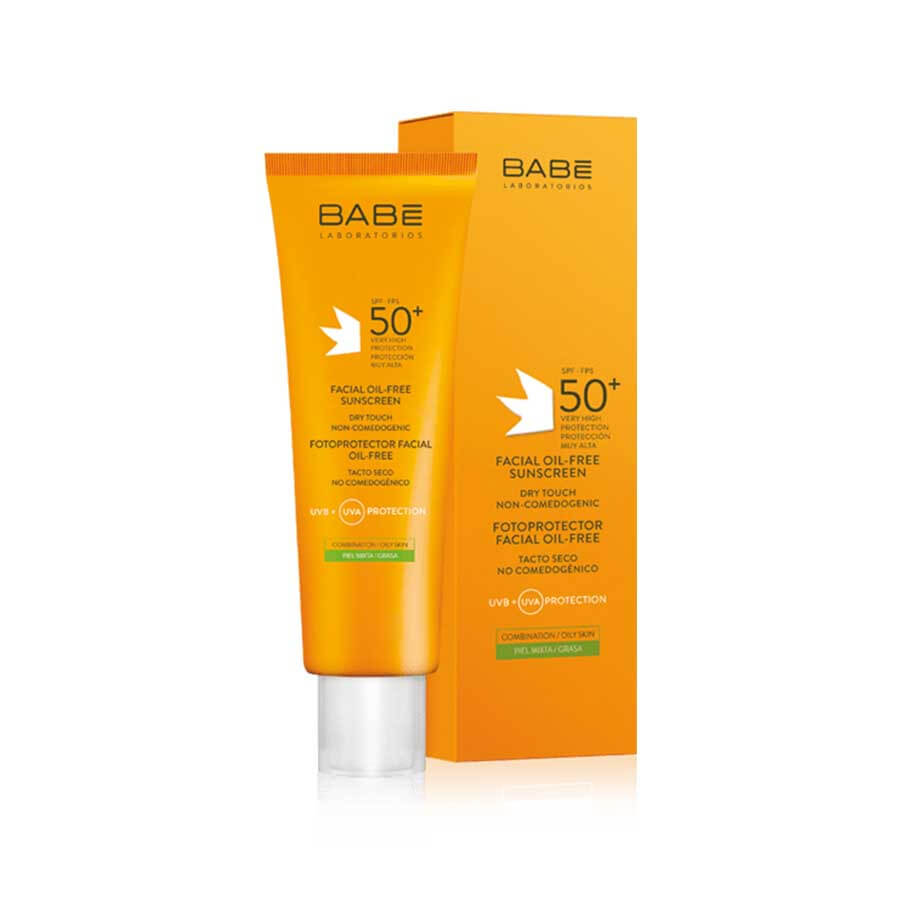 BABĒ
LABORATORIOS
SPF - FPS
50+
VERY HIGH
PROTECTION
PROTECCIÓN
MUY ALTA
FACIAL OIL-FREE
SUNSCREEN
DRY TOUCH
NON-COMEDOGENIC
FOTOPROTECTOR FACIAL
OIL-FREE
TACTO SECO
NO COMEDOGÉNICO
UVB + UVA PROTECTION
COMBINATION / OILY SKIN
PIEL MIXTA / GRASA
BABĒ
LABORATORIOS
SPF - FPS
50+
VERY HIGH
PROTECTION
PROTECCIÓN
MUY ALTA
FACIAL OIL-FREE
SUNSCREEN
DRY TOUCH
NON-COMEDOGENIC
FOTOPROTECTOR
FACIAL OIL-FREE
TACTO SECO
NO COMEDOGÉNICO
UVB + UVA PROTECTION
COMBINATION / OILY SKIN
PIEL MIXTA / GRASA